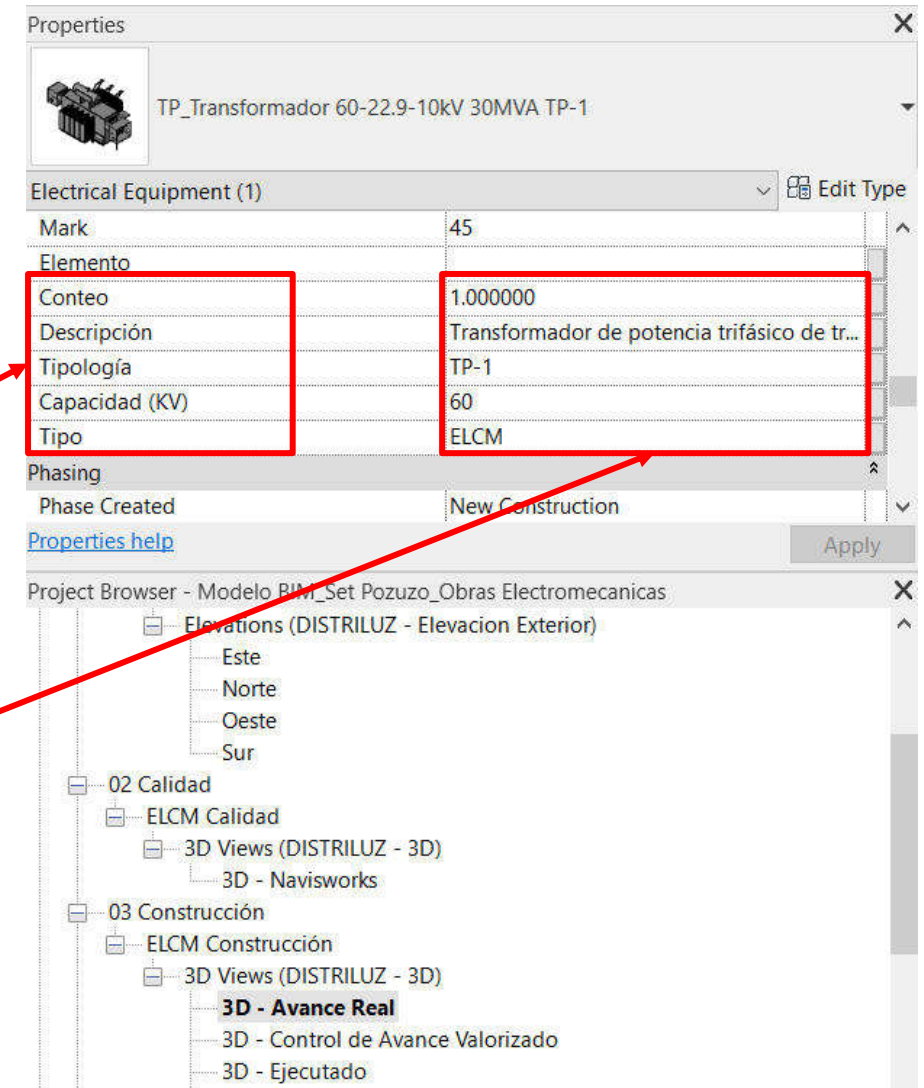 Properties
TP_Transformador 60-22.9-10kV 30MVA TP-1
Electrical Equipment (1) Edit Type
Mark 45
Elemento
Conteo 1.000000
Descripción Transformador de potencia trifásico de tr...
Tipología TP-1
Capacidad (KV) 60
Tipo ELCM
Phasing
Phase Created New Construction
Properties help Apply
Project Browser - Modelo BIM_Set Pozuzo_Obras Electromecanicas
Elevations (DISTRILUZ - Elevacion Exterior)
Este
Norte
Oeste
Sur
02 Calidad
ELCM Calidad
3D Views (DISTRILUZ - 3D)
3D - Navisworks
03 Construcción
ELCM Construcción
3D Views (DISTRILUZ - 3D)
3D - Avance Real
3D - Control de Avance Valorizado
3D - Ejecutado